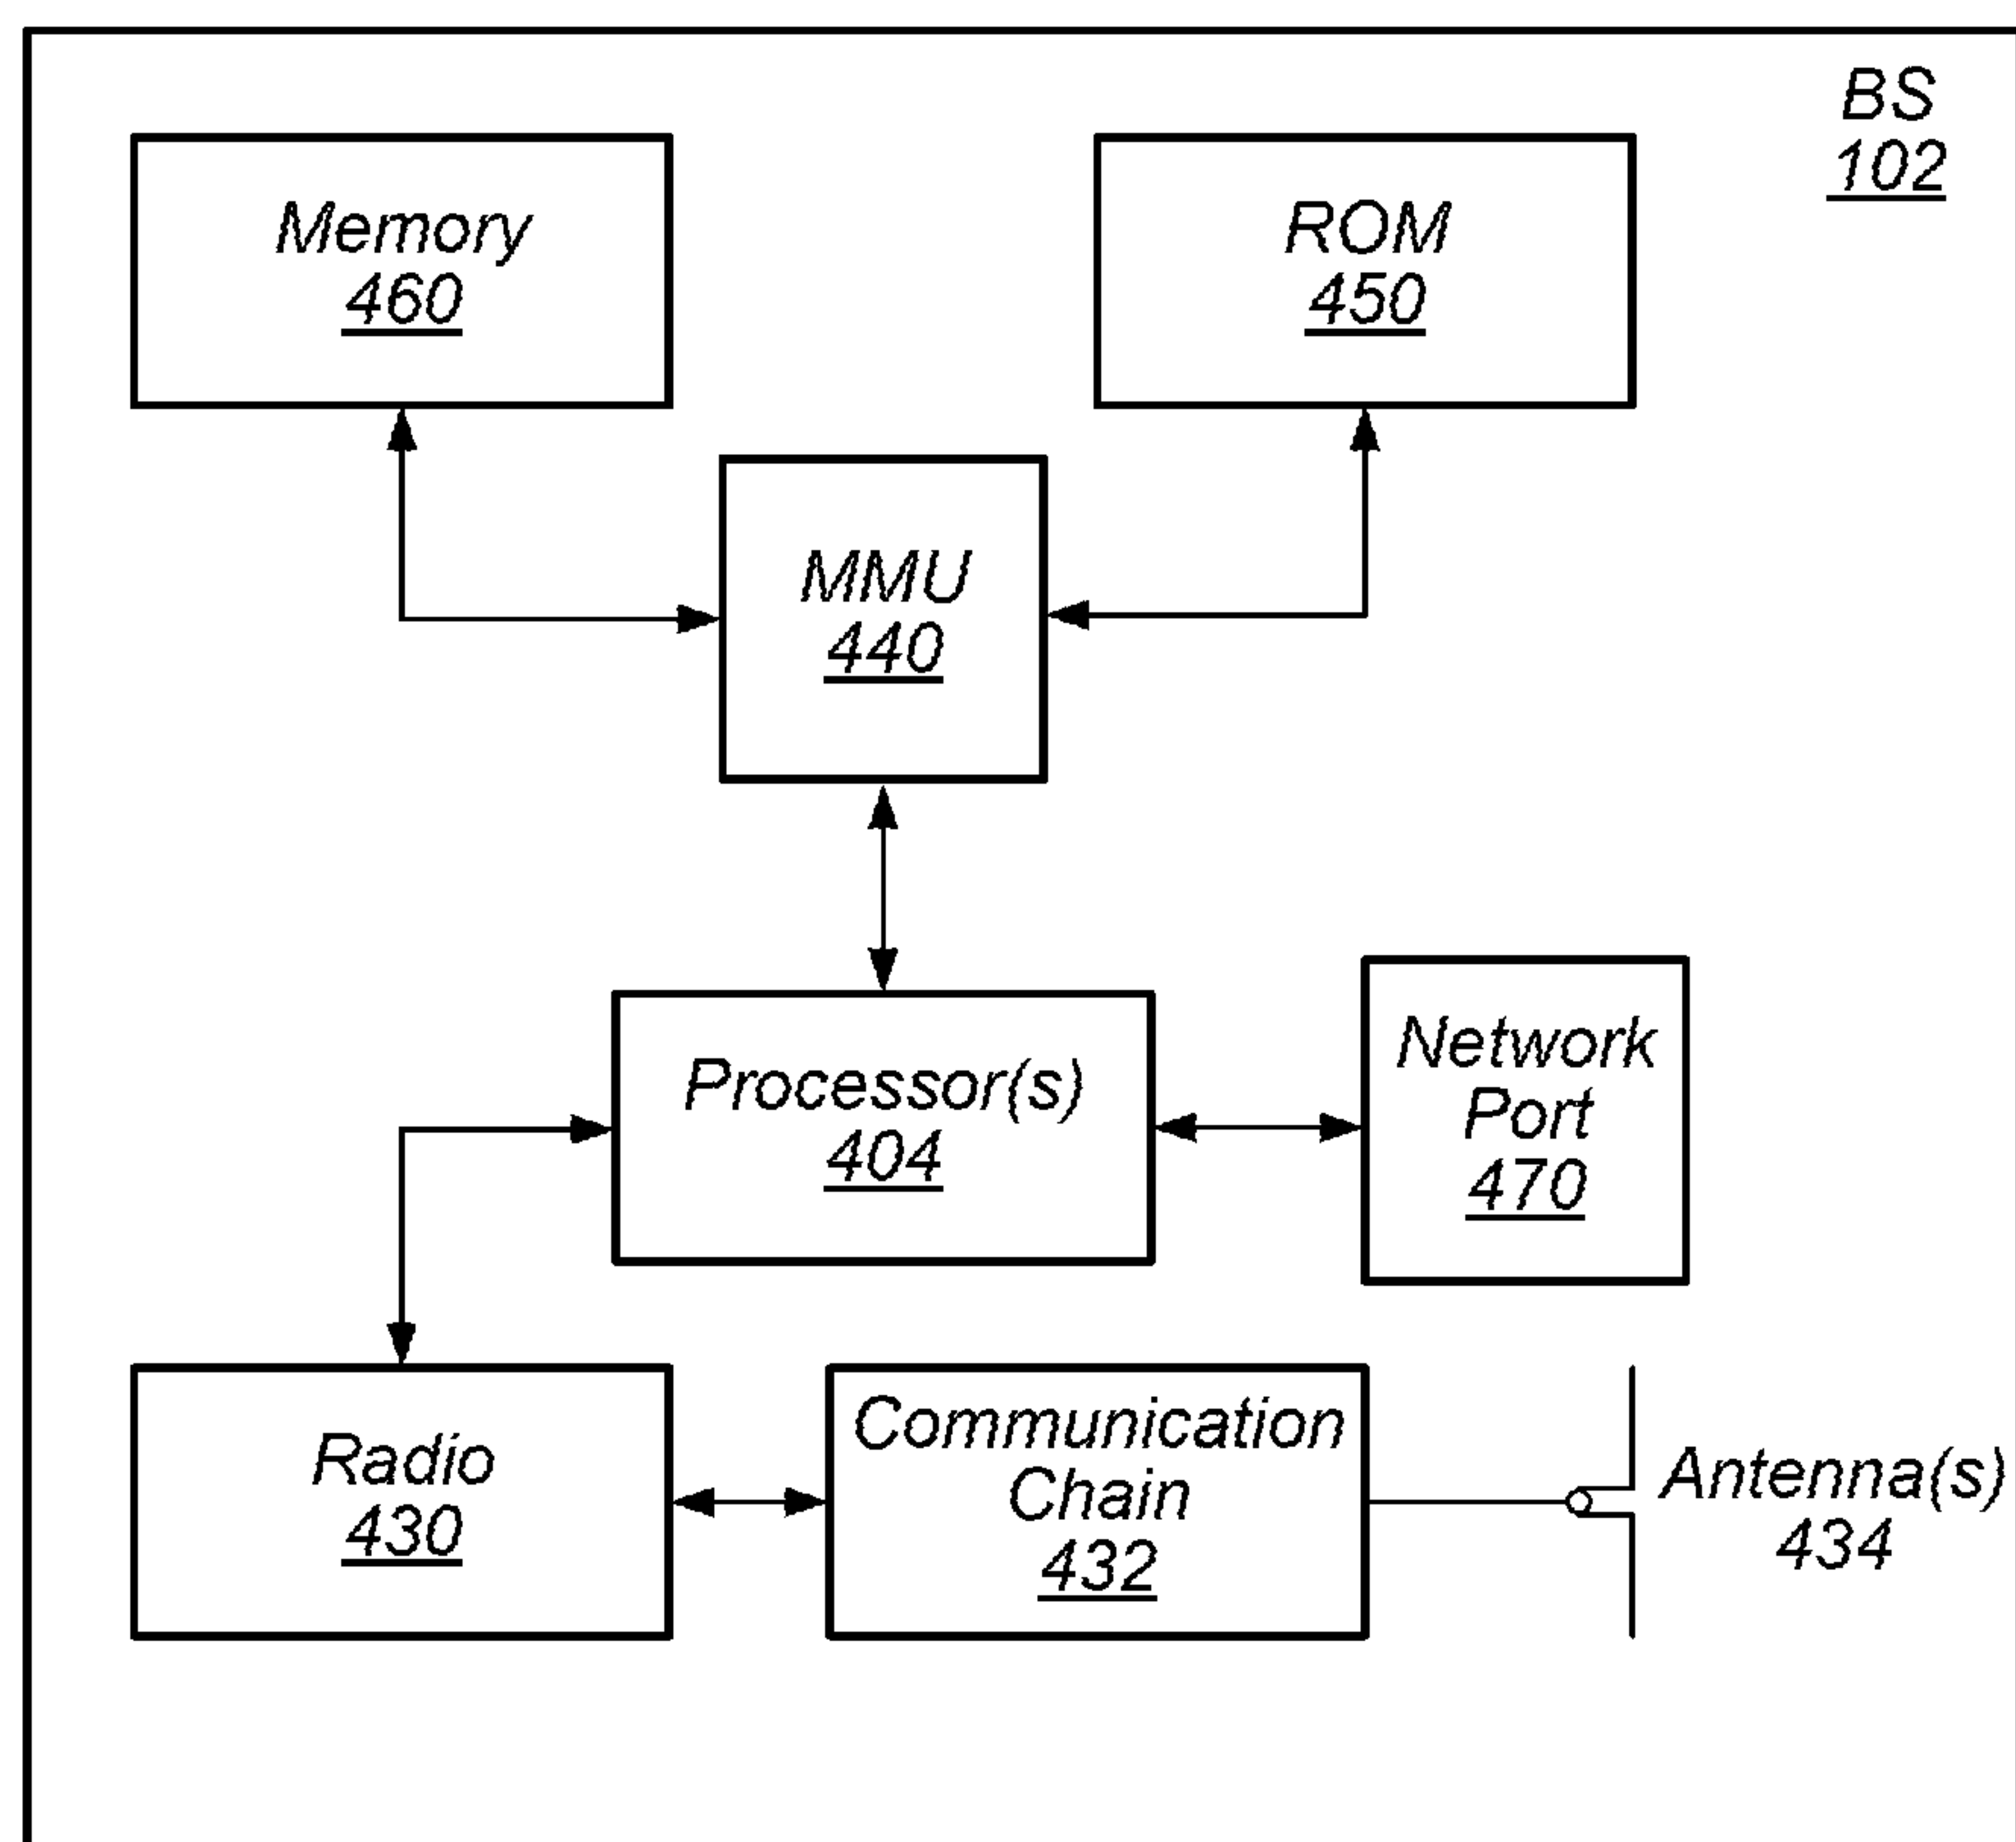 BS
102
Memory
460
ROM
450
MMU
440
Processor(s)
404
Network
Port
470
Radio
430
Communication
Chain
432
Antenna(s)
434